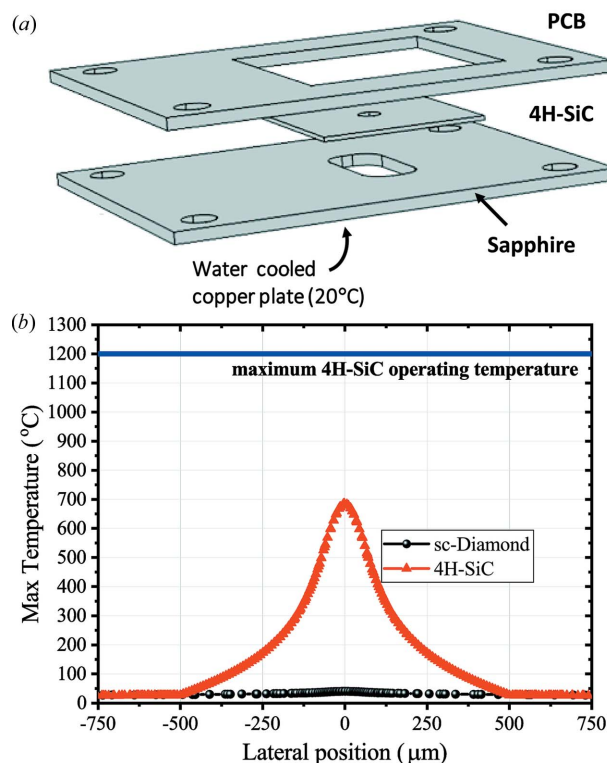 (a)
PCB
4H-SiC
Sapphire
Water cooled
copper plate (20°C)
(b)
1300
1200
1100
1000
900
800
700
600
500
400
300
200
100
0
Max Temperature ( °C)
maximum 4H-SiC operating temperature
sc-Diamond
4H-SiC
-750
-500
-250
0
250
500
750
Lateral position ( μm)